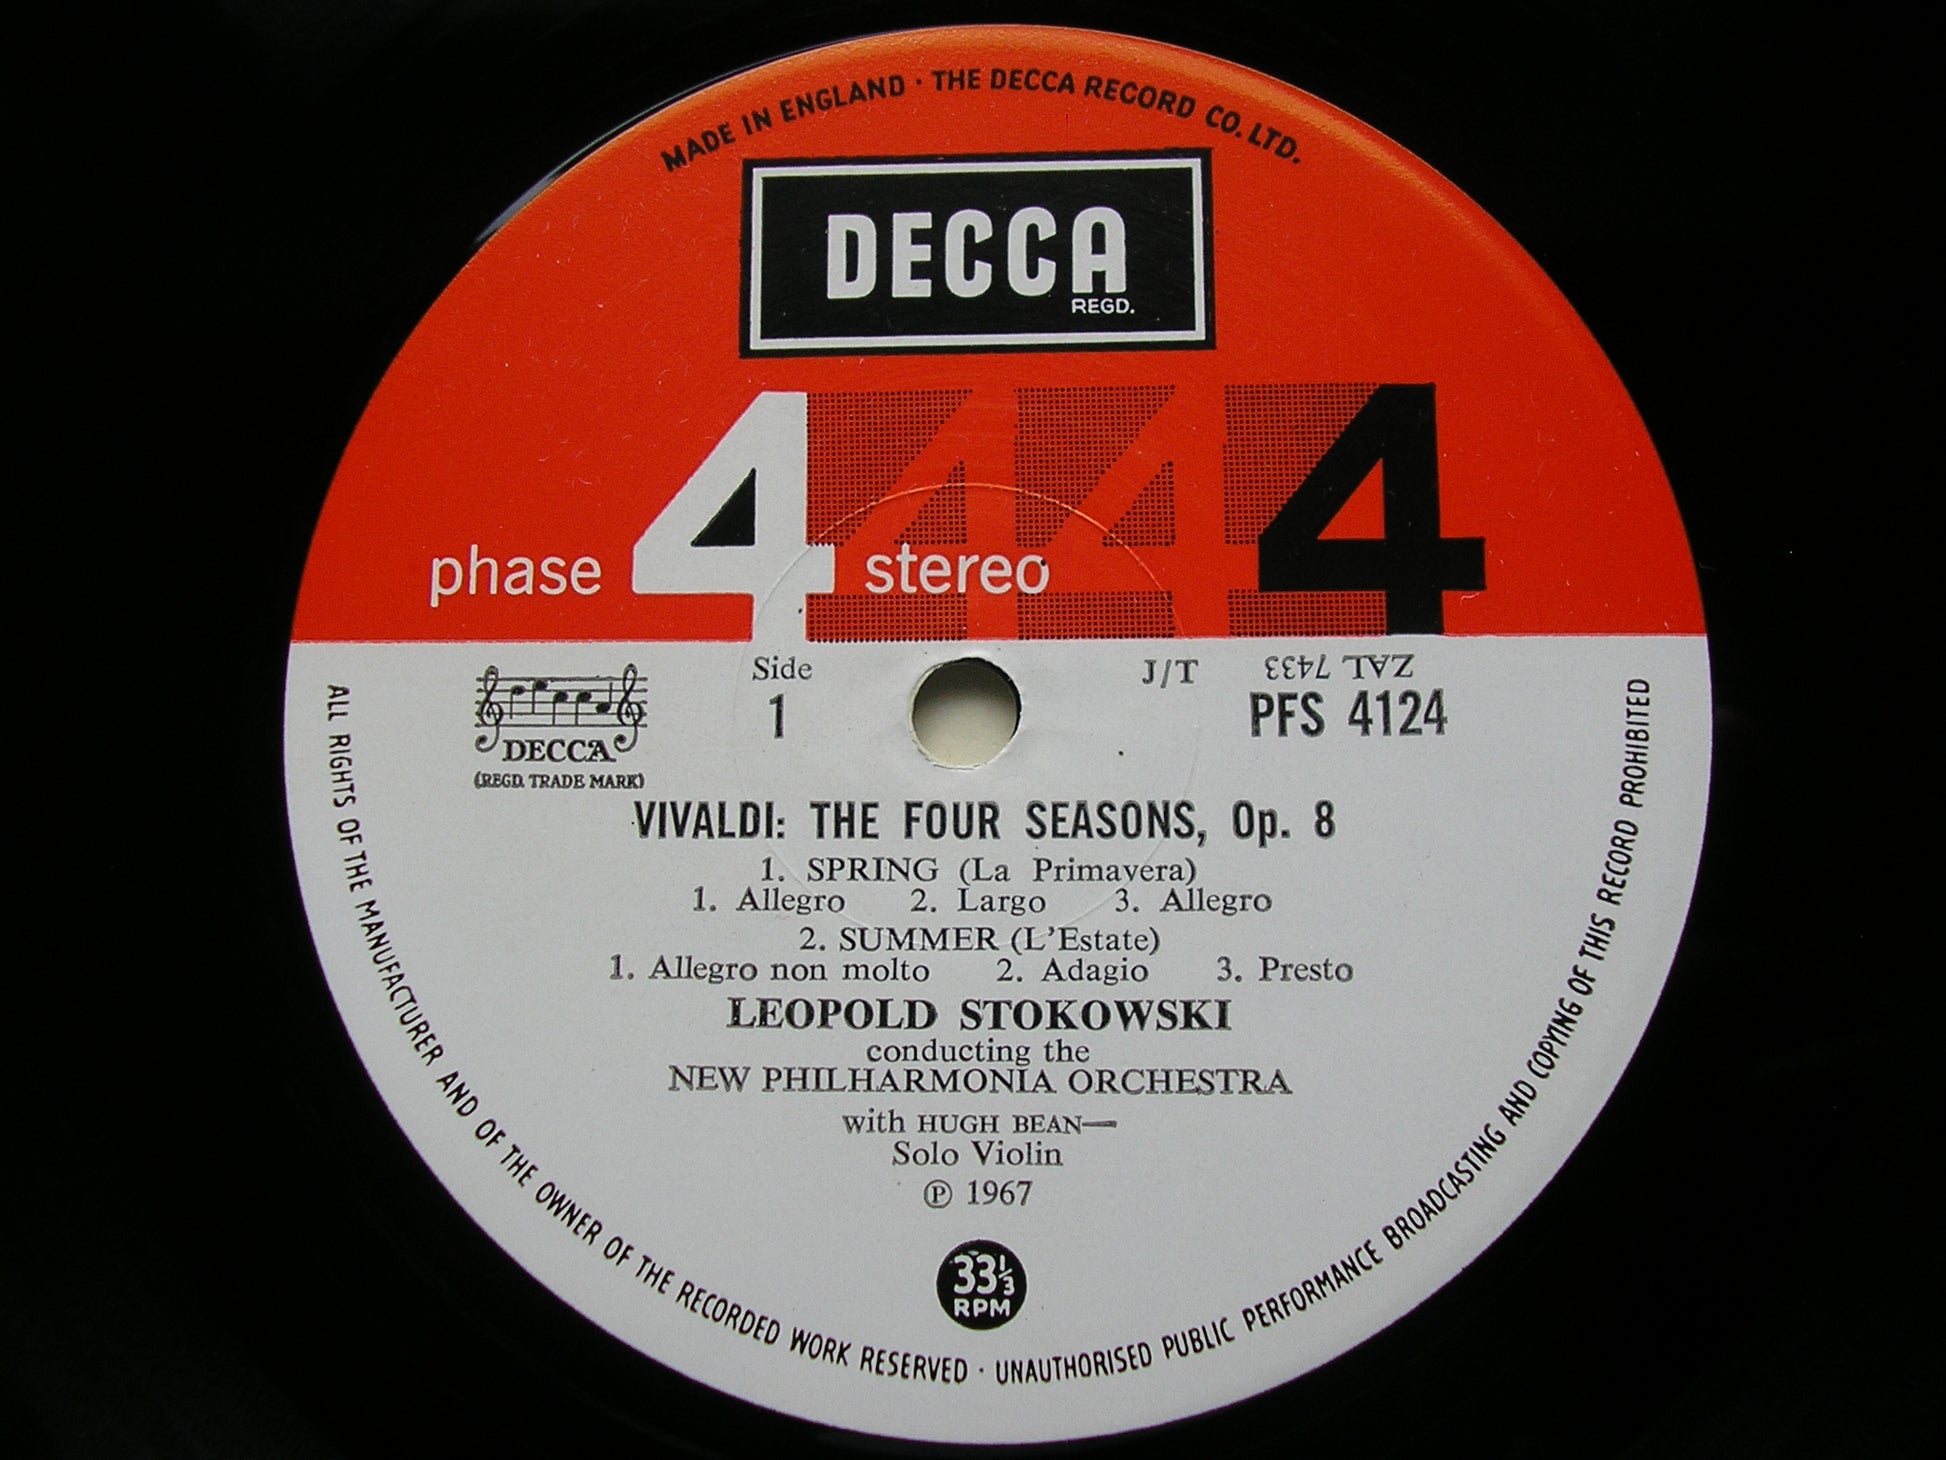 MADE IN ENGLAND · THE DECCA RECORD CO. LTD.
DECCA
REGD.
4 444
phase stereo
Side J/T ZAL 7433
1 PFS 4124
DECCA
(REGD. TRADE MARK)
VIVALDI: THE FOUR SEASONS, Op. 8
1. SPRING (La Primavera)
1. Allegro 2. Largo 3. Allegro
2. SUMMER (L'Estate)
1. Allegro non molto 2. Adagio 3. Presto
LEOPOLD STOKOWSKI
conducting the
NEW PHILHARMONIA ORCHESTRA
with HUGH BEAN—
Solo Violin
℗ 1967
33⅓
RPM
ALL RIGHTS OF THE MANUFACTURER AND OF THE OWNER OF THE RECORDED WORK RESERVED · UNAUTHORISED PUBLIC PERFORMANCE BROADCASTING AND COPYING OF THIS RECORD PROHIBITED